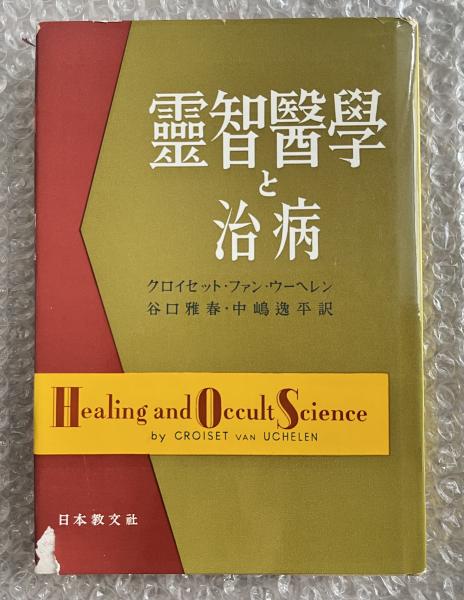 靈智醫學
と
治病
クロイセット・ファン・ウーヘレン
谷口雅春・中嶋逸平訳
Healing and Occult Science
by CROISET VAN UCHELEN
日本教文社